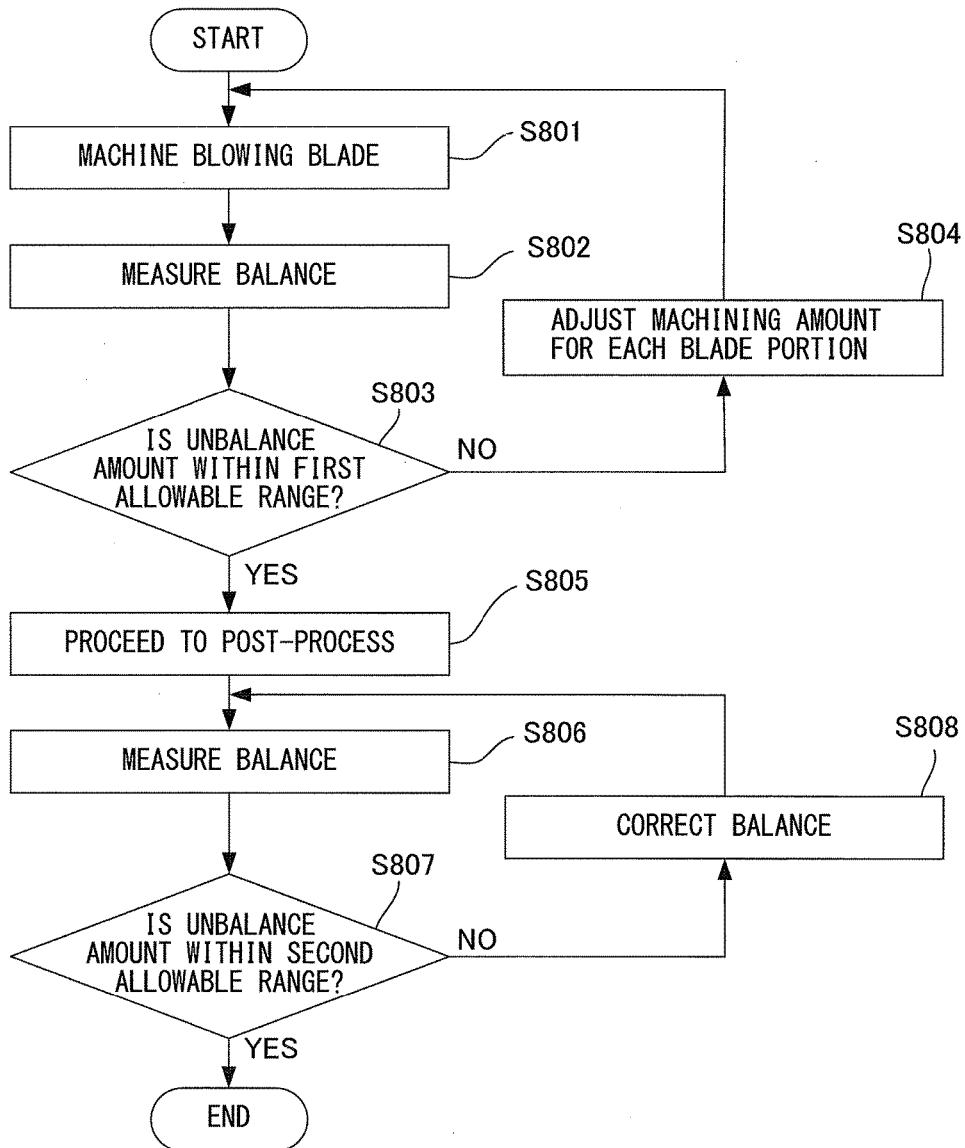 START
MACHINE BLOWING BLADE
S801
MEASURE BALANCE
S802
S804
ADJUST MACHINING AMOUNT
FOR EACH BLADE PORTION
S803
IS UNBALANCE
AMOUNT WITHIN FIRST
ALLOWABLE RANGE?
NO
YES
S805
PROCEED TO POST-PROCESS
MEASURE BALANCE
S806
S808
CORRECT BALANCE
S807
IS UNBALANCE
AMOUNT WITHIN SECOND
ALLOWABLE RANGE?
NO
YES
END